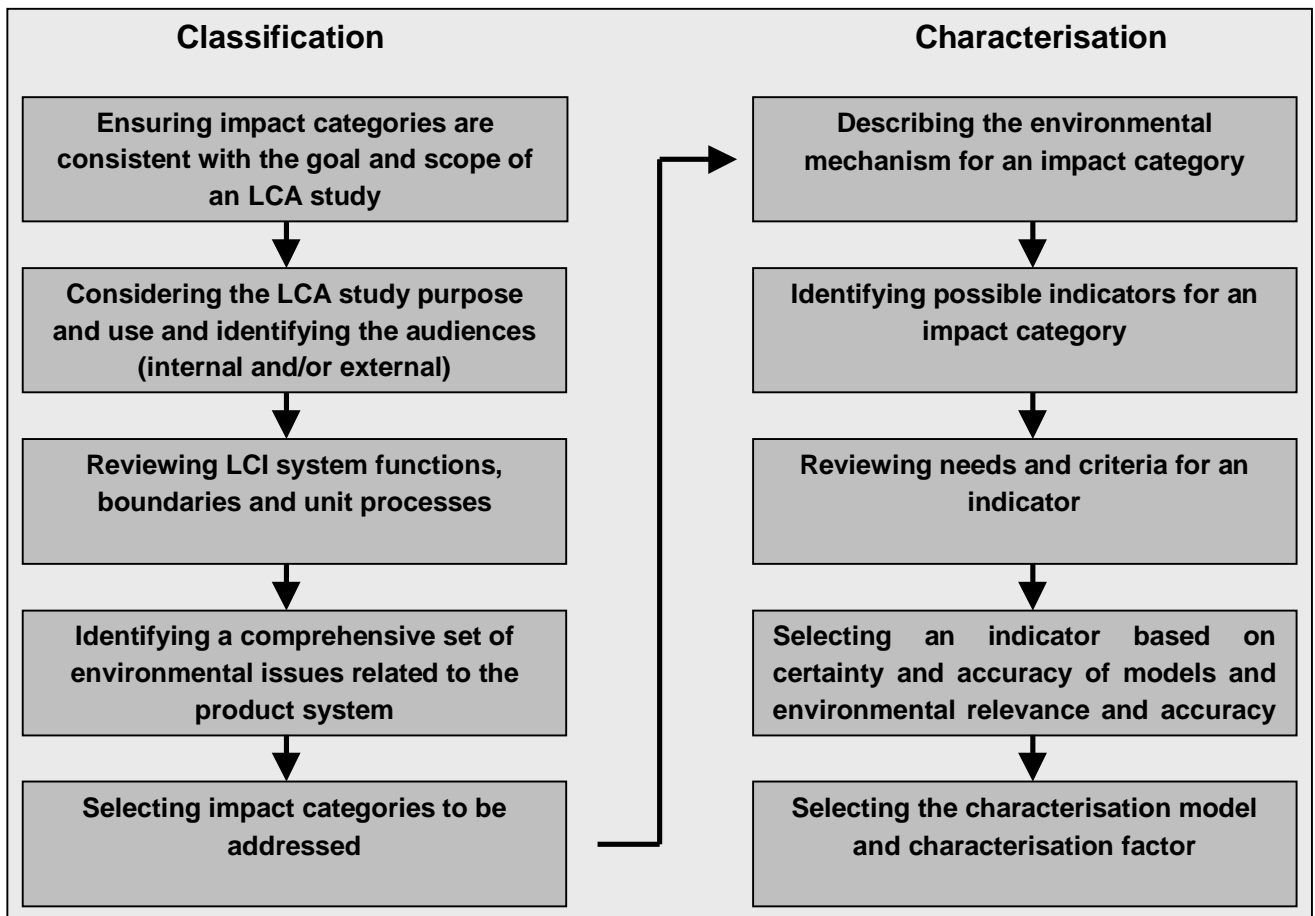 Classification
Ensuring impact categories are
consistent with the goal and scope of
an LCA study
Considering the LCA study purpose
and use and identifying the audiences
(internal and/or external)
Reviewing LCI system functions,
boundaries and unit processes
Identifying a comprehensive set of
environmental issues related to the
product system
Selecting impact categories to be
addressed
Characterisation
Describing the environmental
mechanism for an impact category
Identifying possible indicators for an
impact category
Reviewing needs and criteria for an
indicator
Selecting an indicator based on
certainty and accuracy of models and
environmental relevance and accuracy
Selecting the characterisation model
and characterisation factor